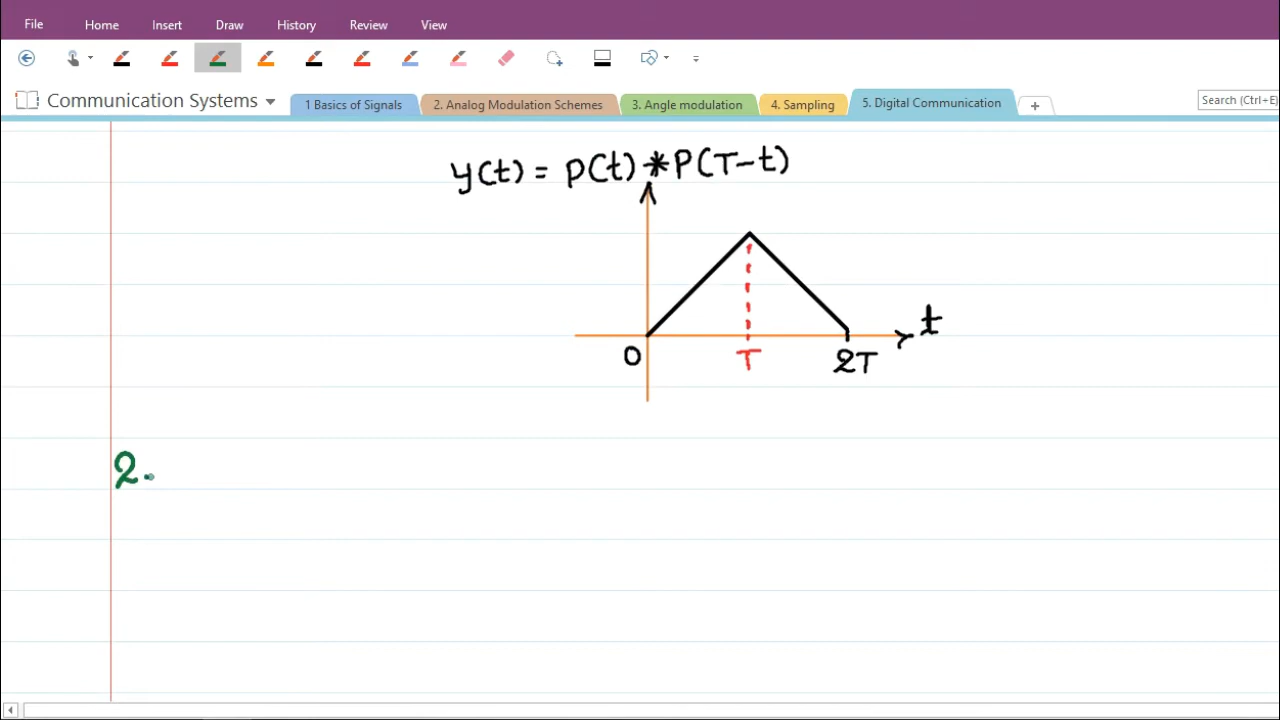 File Home Insert Draw History Review View
Communication Systems 1 Basics of Signals 2. Analog Modulation Schemes 3. Angle modulation 4. Sampling 5. Digital Communication + Search (Ctrl+E)
y(t) = p(t) * P(T-t)
t
0 T 2T
2.